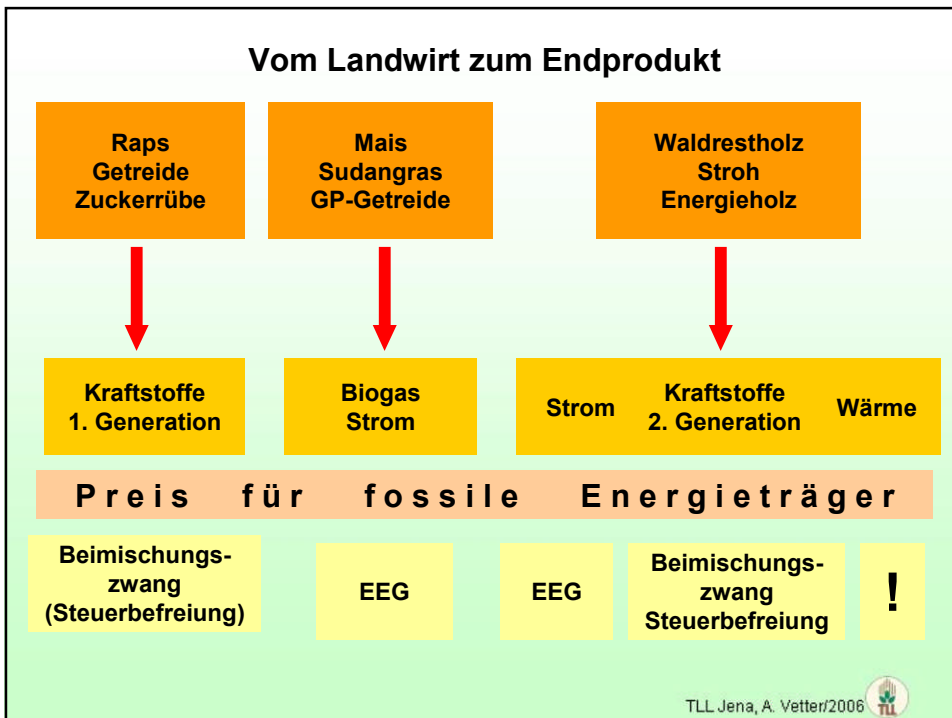 Vom Landwirt zum Endprodukt
Raps
Getreide
Zuckerrübe
Mais
Sudangras
GP-Getreide
Waldrestholz
Stroh
Energieholz
Kraftstoffe
1. Generation
Biogas
Strom
Strom
Kraftstoffe
2. Generation
Wärme
Preis für fossile Energieträger
Beimischungs-
zwang
(Steuerbefreiung)
EEG
EEG
Beimischungs-
zwang
Steuerbefreiung
!
TLL Jena, A. Vetter/2006
TLL